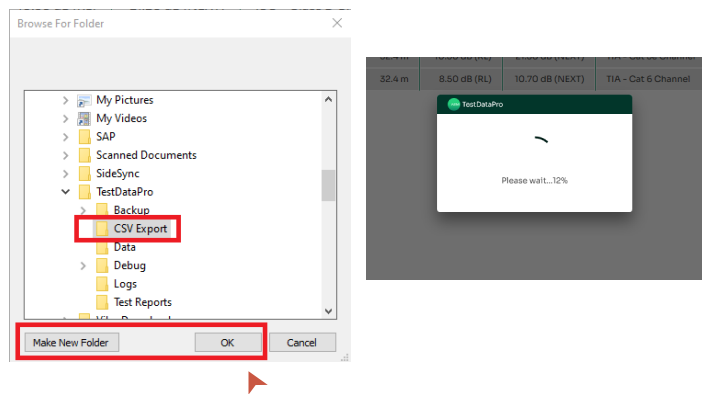 Browse For Folder
My Pictures
My Videos
SAP
Scanned Documents
SideSync
TestDataPro
Backup
CSV Export
Data
Debug
Logs
Test Reports
Make New Folder
OK
Cancel
32.4 m 8.50 dB (RL) 10.70 dB (NEXT) TIA - Cat 6 Channel
TestDataPro
Please wait...12%